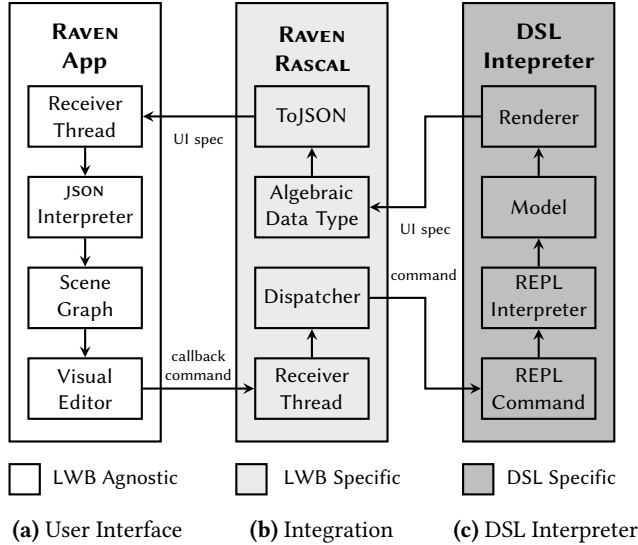 RAVEN
App
Receiver
Thread
JSON
Interpreter
Scene
Graph
Visual
Editor
UI spec
callback
command
RAVEN
RASCAL
ToJSON
Algebraic
Data Type
Dispatcher
Receiver
Thread
UI spec
command
DSL
Intepreter
Renderer
Model
REPL
Interpreter
REPL
Command
LWB Agnostic
LWB Specific
DSL Specific
(a) User Interface
(b) Integration
(c) DSL Interpreter